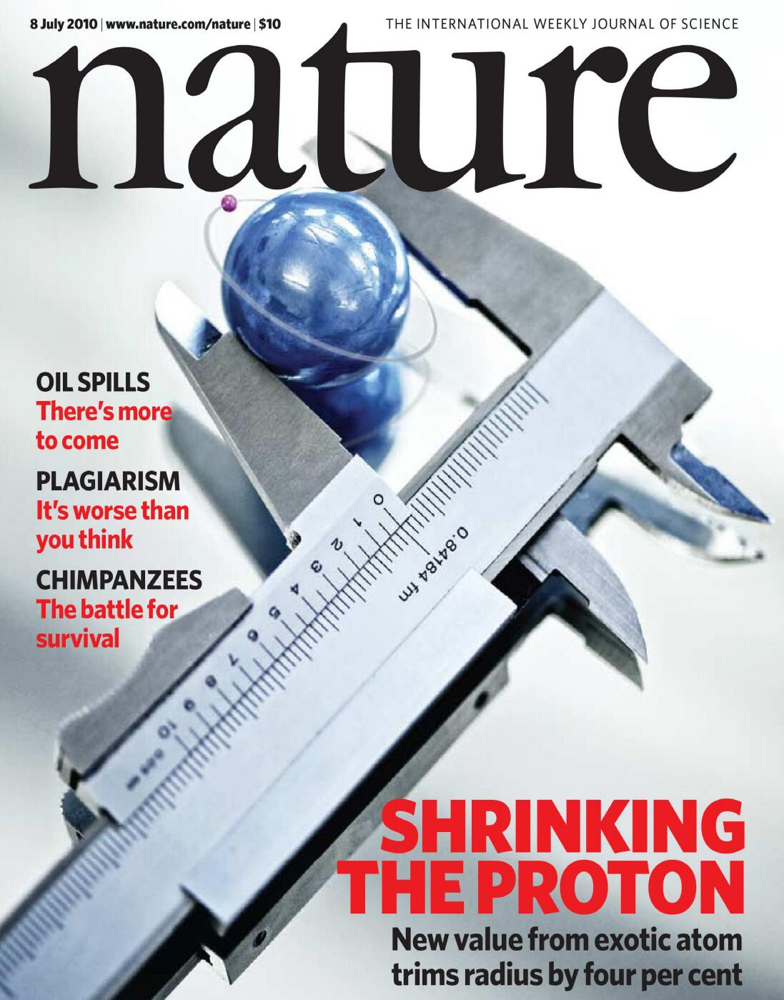 8 July 2010 | www.nature.com/nature | $10
THE INTERNATIONAL WEEKLY JOURNAL OF SCIENCE
nature
OIL SPILLS
There's more
to come
PLAGIARISM
It's worse than
you think
CHIMPANZEES
The battle for
survival
0
1
2
3
4
5
6
7
8
9
10
0.84184 fm
SHRINKING
THE PROTON
New value from exotic atom
trims radius by four per cent